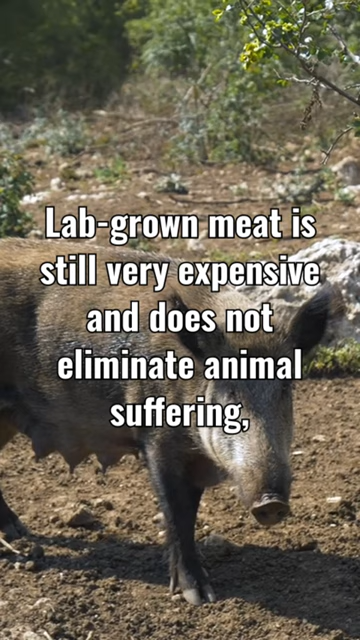 Lab-grown meat is
still very expensive
and does not
eliminate animal
suffering,